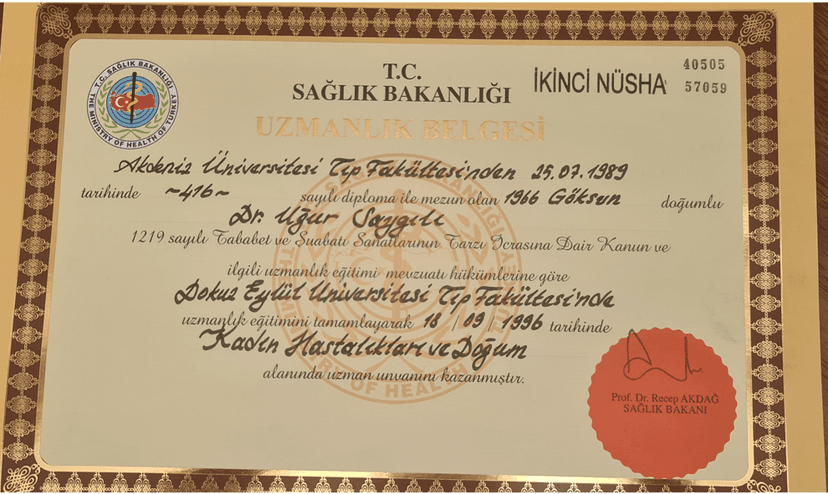 T.C. SAĞLIK BAKANLIĞI
THE MINISTRY OF HEALTH OF TURKEY
T.C.
SAĞLIK BAKANLIĞI
İKİNCİ NÜSHA
40505
57059
UZMANLIK BELGESİ
Akdeniz Üniversitesi Tıp Fakültesi'nden 25.07.1989
tarihinde ~416~ sayılı diploma ile mezun olan 1966 Göksun doğumlu
Dr. Uğur Saygılı
1219 sayılı Tababet ve Şuabatı San'atlarının Tarzı İcrasına Dair Kanun ve
ilgili uzmanlık eğitimi mevzuatı hükümlerine göre
Dokuz Eylül Üniversitesi Tıp Fakültesi'nde
uzmanlık eğitimini tamamlayarak 18 / 09 / 1996 tarihinde
Kadın Hastalıkları ve Doğum
alanında uzman unvanını kazanmıştır.
Prof. Dr. Recep AKDAĞ
SAĞLIK BAKANI